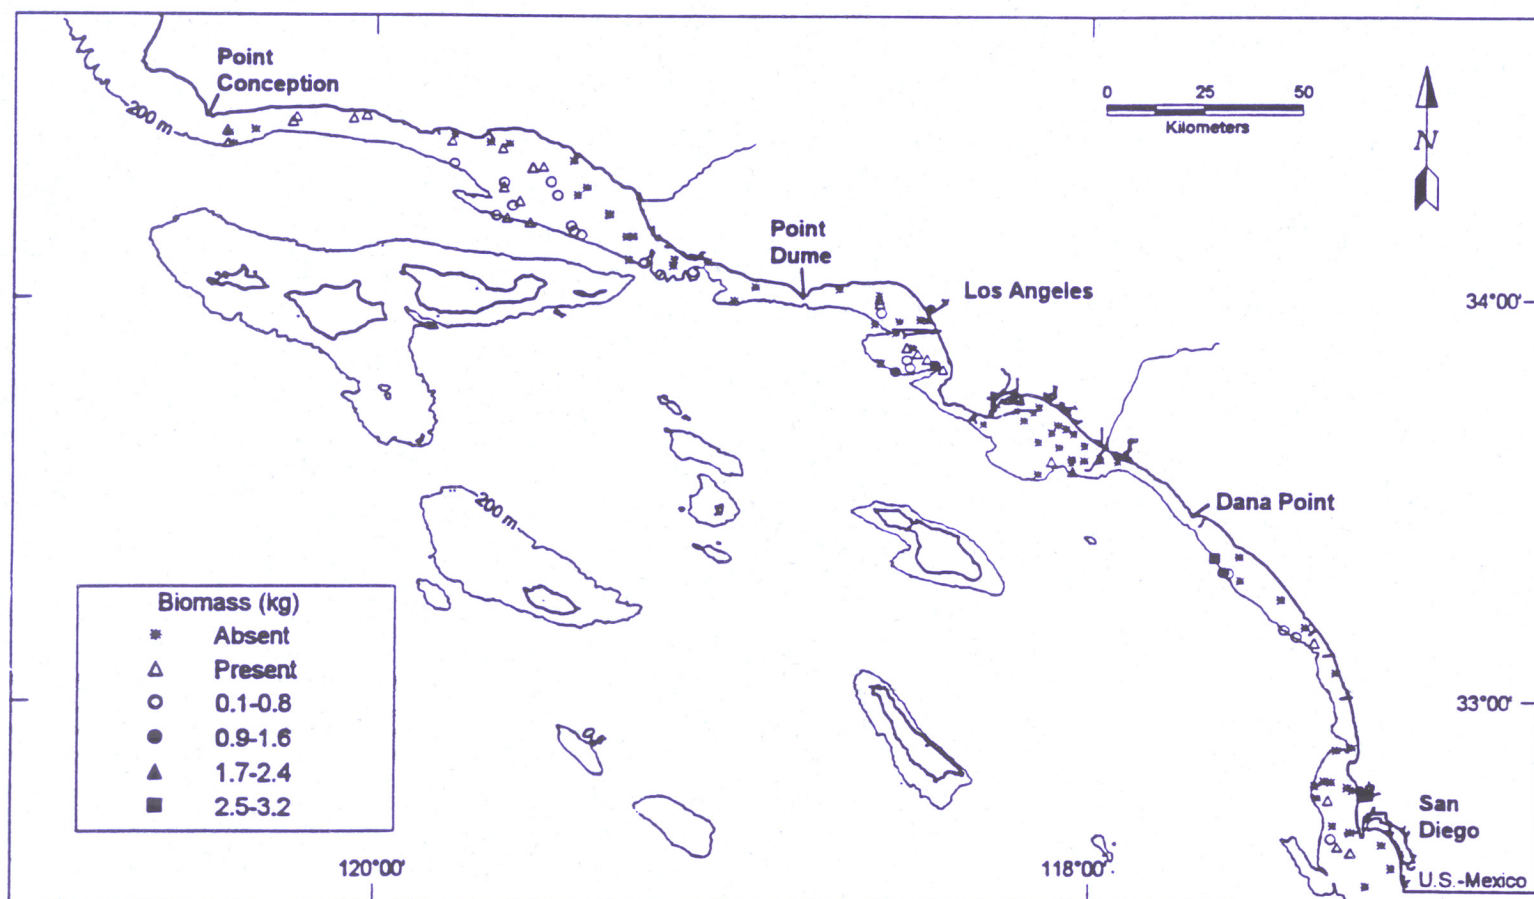 Point
Conception
200 m
0 25 50
Kilometers
N
Point
Dume
Los Angeles
34°00'
200 m
Dana Point
Biomass (kg)
Absent
Present
0.1-0.8
0.9-1.6
1.7-2.4
2.5-3.2
33°00'
San
Diego
120°00'
118°00'
U.S.-Mexico